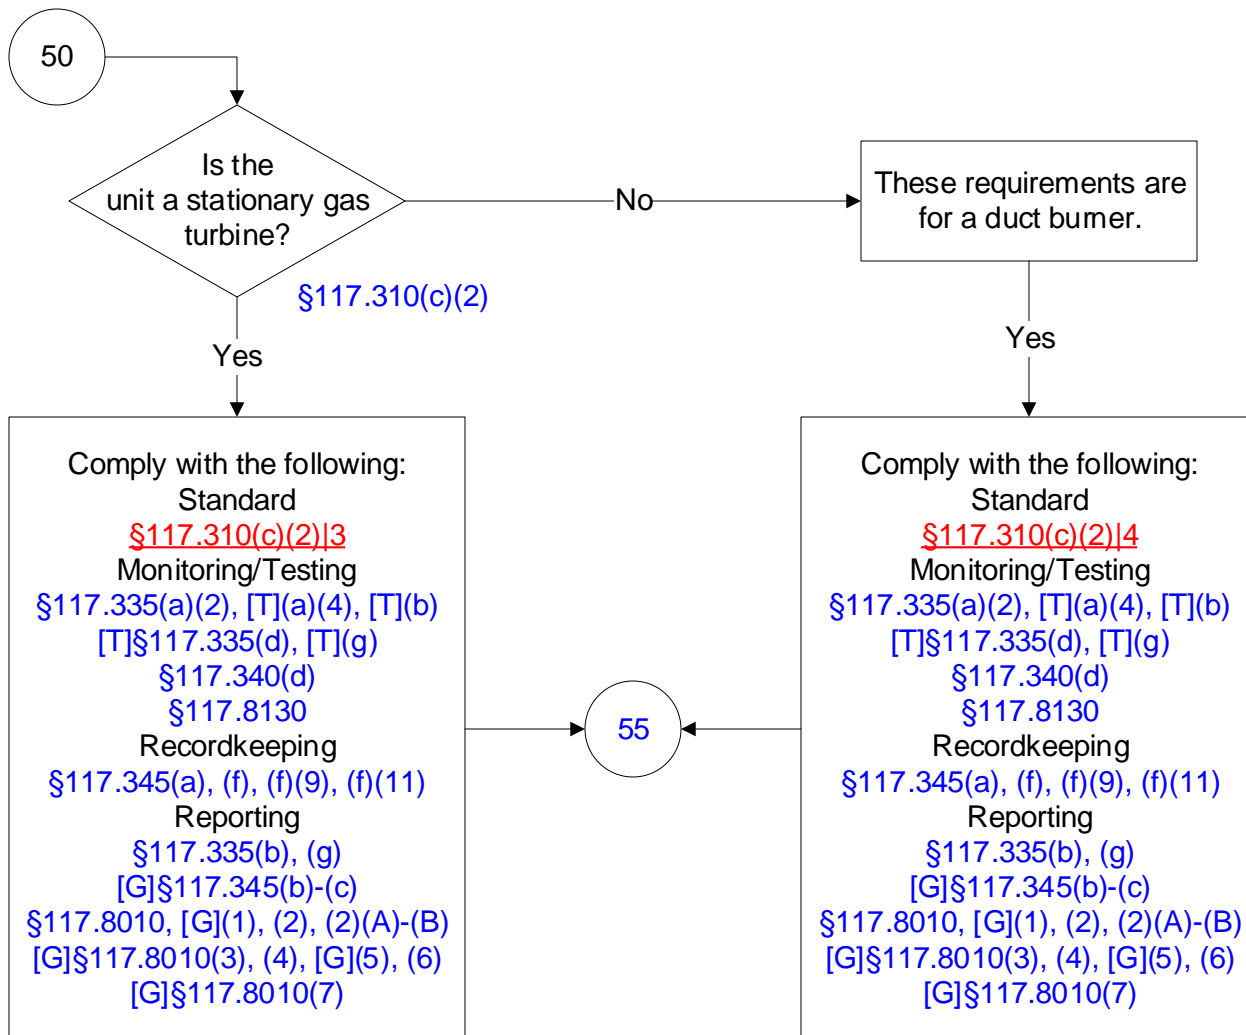 50
Is the
unit a stationary gas
turbine?
No
These requirements are
for a duct burner.
§117.310(c)(2)
Yes
Yes
Comply with the following:
Standard
§117.310(c)(2)|3
Monitoring/Testing
§117.335(a)(2), [T](a)(4), [T](b)
[T]§117.335(d), [T](g)
§117.340(d)
§117.8130
Recordkeeping
§117.345(a), (f), (f)(9), (f)(11)
Reporting
§117.335(b), (g)
[G]§117.345(b)-(c)
§117.8010, [G](1), (2), (2)(A)-(B)
[G]§117.8010(3), (4), [G](5), (6)
[G]§117.8010(7)
55
Comply with the following:
Standard
§117.310(c)(2)|4
Monitoring/Testing
§117.335(a)(2), [T](a)(4), [T](b)
[T]§117.335(d), [T](g)
§117.340(d)
§117.8130
Recordkeeping
§117.345(a), (f), (f)(9), (f)(11)
Reporting
§117.335(b), (g)
[G]§117.345(b)-(c)
§117.8010, [G](1), (2), (2)(A)-(B)
[G]§117.8010(3), (4), [G](5), (6)
[G]§117.8010(7)